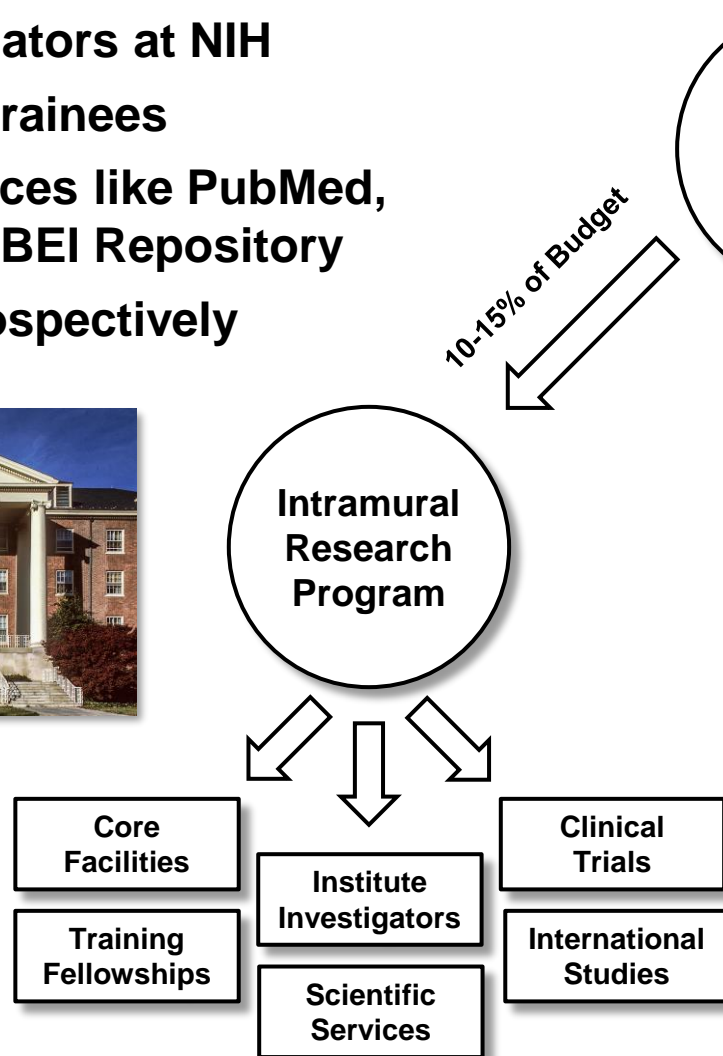 ators at NIH
rainees
ces like PubMed,
BEI Repository
ospectively
10-15% of Budget
Intramural
Research
Program
Core
Facilities
Institute
Investigators
Clinical
Trials
Training
Fellowships
Scientific
Services
International
Studies